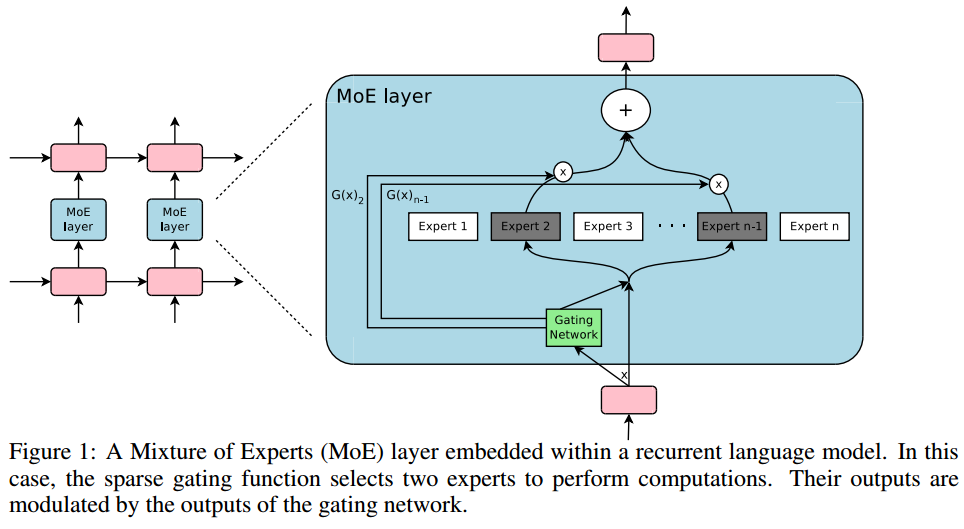 MoE layer
+
x
x
G(x)2
G(x)n-1
MoE
layer
MoE
layer
Expert 1
Expert 2
Expert 3
. . .
Expert n-1
Expert n
Gating
Network
x
Figure 1: A Mixture of Experts (MoE) layer embedded within a recurrent language model. In this
case, the sparse gating function selects two experts to perform computations. Their outputs are
modulated by the outputs of the gating network.